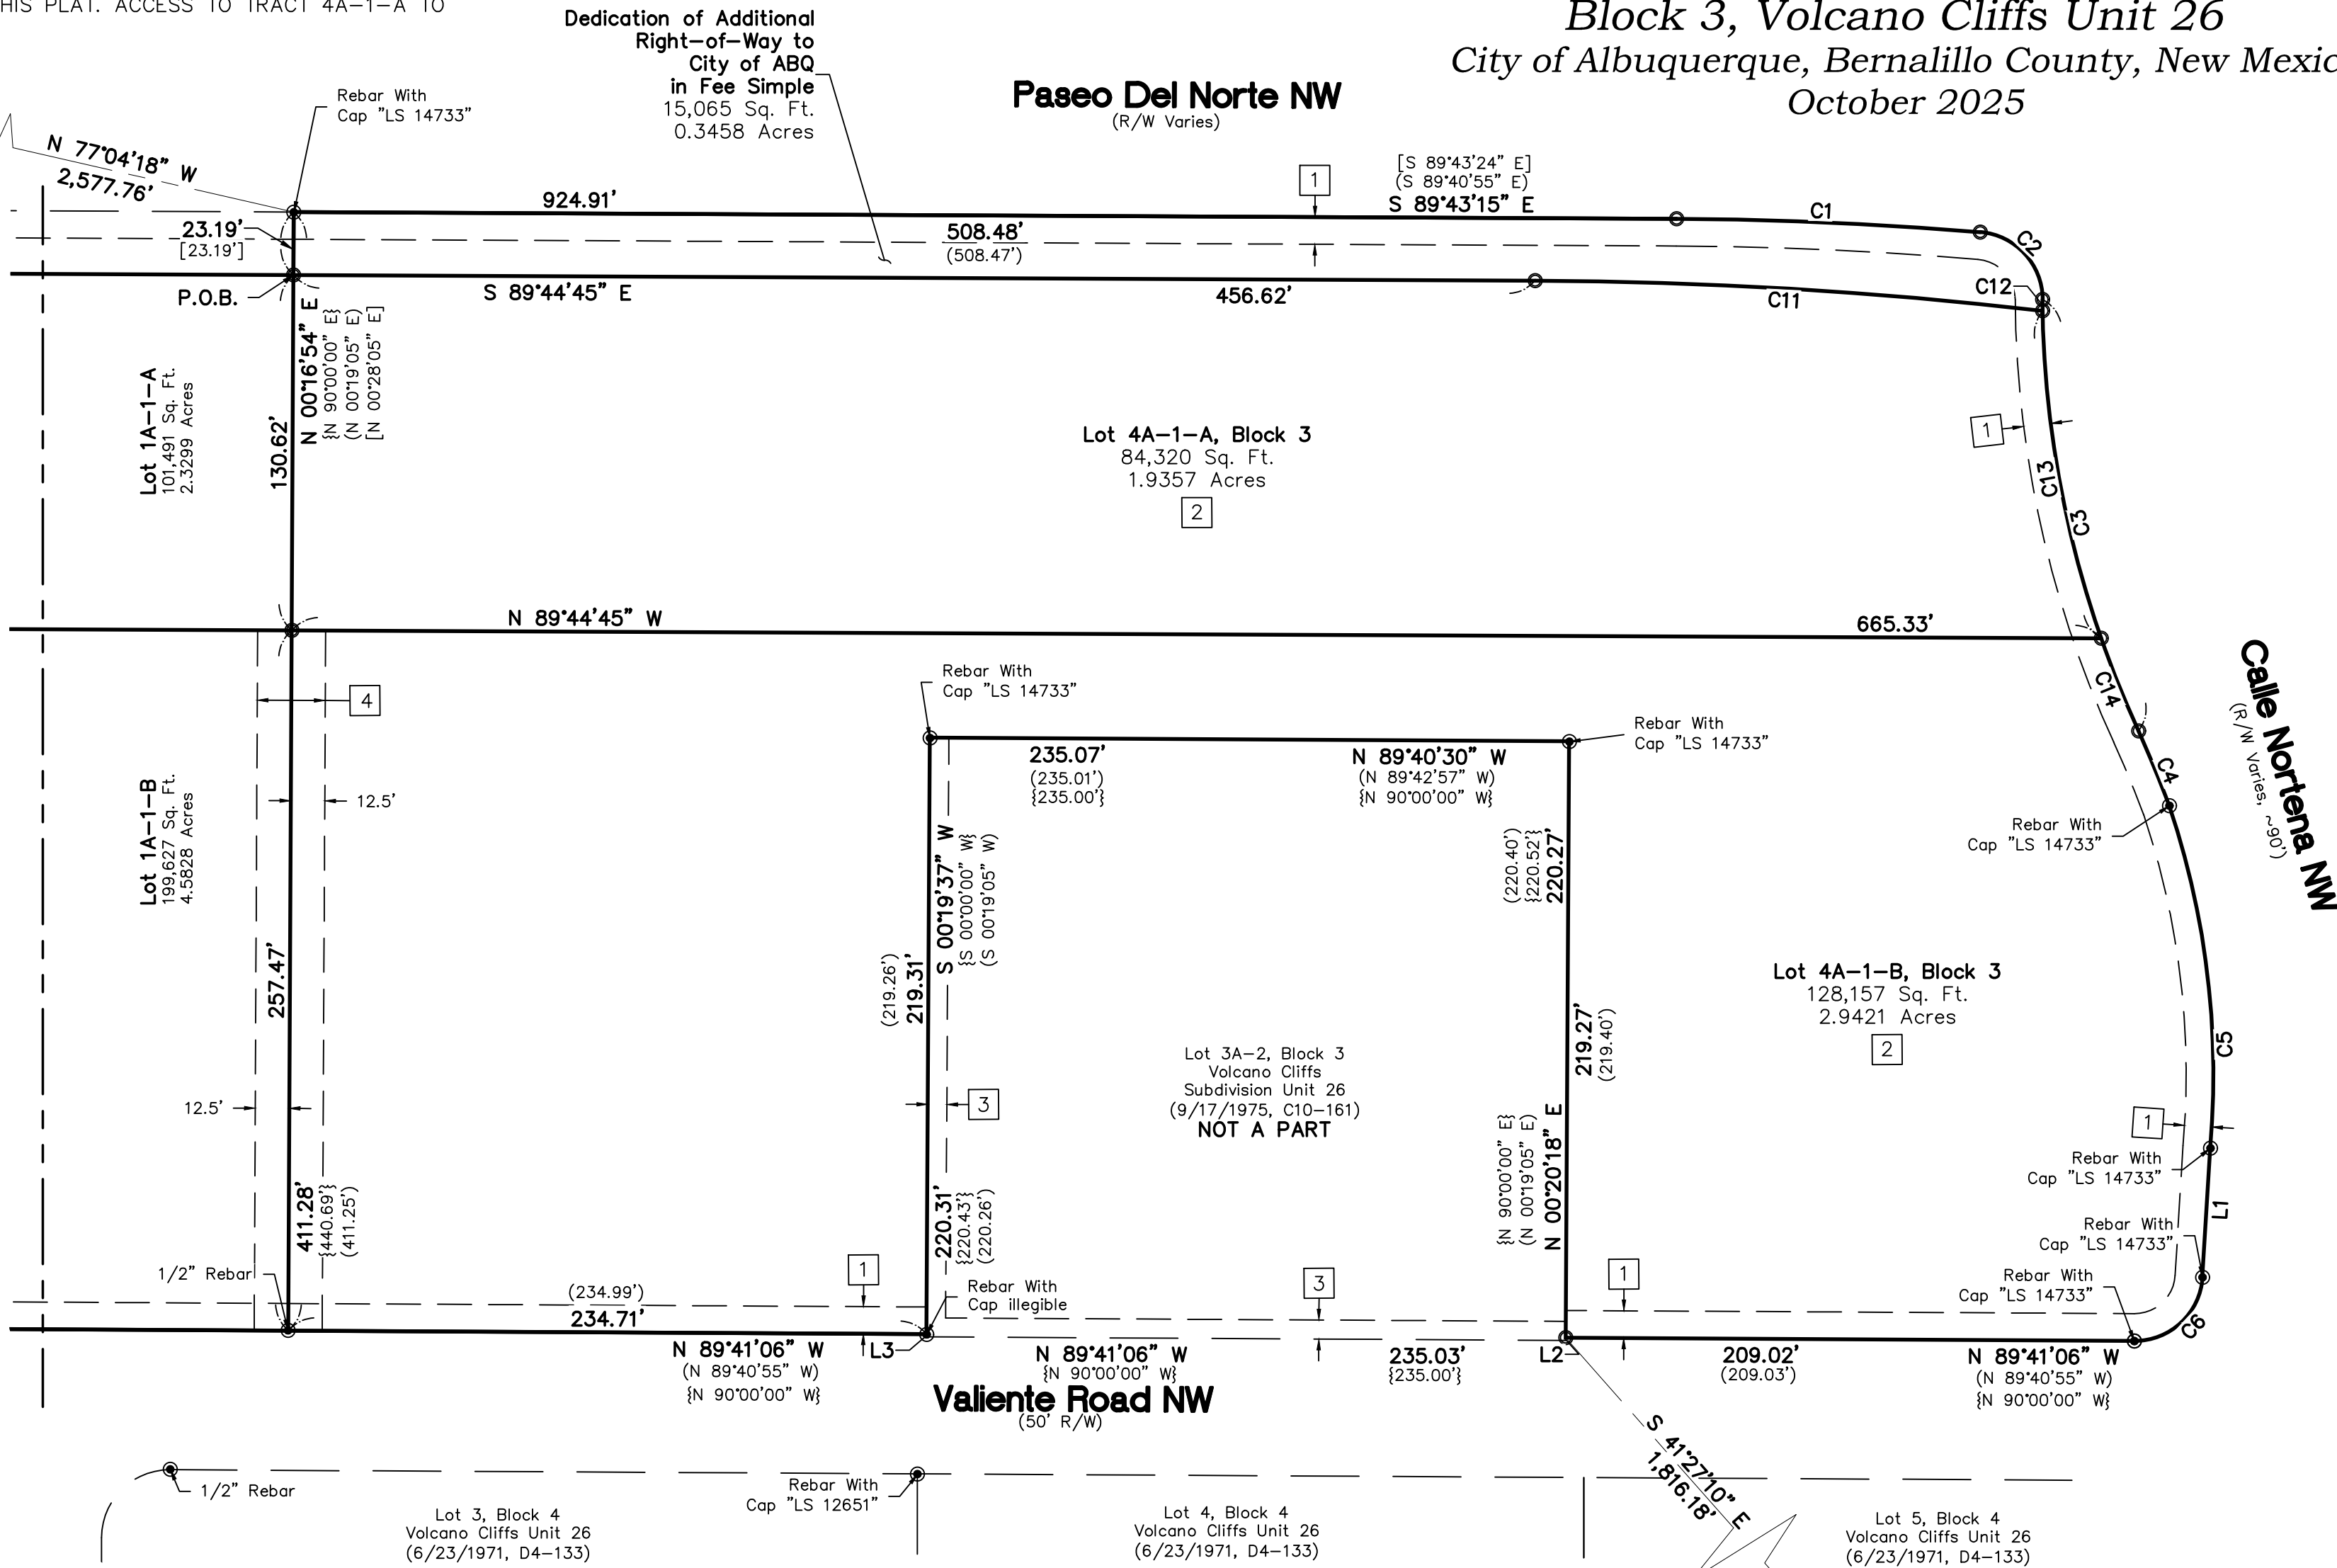 HIS PLAT. ACCESS TO TRACT 4A-1-A TO
Block 3, Volcano Cliffs Unit 26
City of Albuquerque, Bernalillo County, New Mexic
October 2025
Dedication of Additional
Right-of-Way to
City of ABQ
in Fee Simple
15,065 Sq. Ft.
0.3458 Acres
Paseo Del Norte NW
(R/W Varies)
Rebar With
Cap "LS 14733"
N 77°04'18" W
2,577.76'
[S 89°43'24" E]
(S 89°40'55" E)
S 89°43'15" E
1
924.91'
C1
C2
23.19'
[23.19']
508.48'
(508.47')
P.O.B.
S 89°44'45" E
456.62'
C11
C12
N 00°16'54" E
{N 90°00'00" E}
(N 00°19'05" E)
[N 00°28'05" E]
130.62'
Lot 1A-1-A
101,491 Sq. Ft.
2.3299 Acres
Lot 4A-1-A, Block 3
84,320 Sq. Ft.
1.9357 Acres
2
1
C13
C3
N 89°44'45" W
665.33'
4
Rebar With
Cap "LS 14733"
Rebar With
Cap "LS 14733"
C14
C4
Calle Nortena NW
(R/W Varies, ~90')
235.07'
(235.01')
{235.00'}
N 89°40'30" W
(N 89°42'57" W)
{N 90°00'00" W}
12.5'
Lot 1A-1-B
199,627 Sq. Ft.
4.5828 Acres
S 00°19'37" W
{S 00°00'00" W}
(S 00°19'05" W)
(220.40')
{220.52'}
220.27'
Rebar With
Cap "LS 14733"
257.47'
(219.26')
219.31'
219.27'
(219.40')
Lot 4A-1-B, Block 3
128,157 Sq. Ft.
2.9421 Acres
2
C5
Lot 3A-2, Block 3
Volcano Cliffs
Subdivision Unit 26
(9/17/1975, C10-161)
NOT A PART
12.5'
3
1
{N 90°00'00" E}
(N 00°19'05" E)
N 00°20'18" E
Rebar With
Cap "LS 14733"
L1
411.28'
{440.69'}
(411.25')
220.31'
{220.43'}
(220.26')
Rebar With
Cap "LS 14733"
1/2" Rebar
1
Rebar With
Cap illegible
3
1
Rebar With
Cap "LS 14733"
(234.99')
234.71'
C6
N 89°41'06" W
(N 89°40'55" W)
{N 90°00'00" W}
L3
N 89°41'06" W
{N 90°00'00" W}
235.03'
{235.00'}
L2
209.02'
(209.03')
N 89°41'06" W
(N 89°40'55" W)
{N 90°00'00" W}
Valiente Road NW
(50' R/W)
S 41°27'10" E
1,816.18'
1/2" Rebar
Rebar With
Cap "LS 12651"
Lot 3, Block 4
Volcano Cliffs Unit 26
(6/23/1971, D4-133)
Lot 4, Block 4
Volcano Cliffs Unit 26
(6/23/1971, D4-133)
Lot 5, Block 4
Volcano Cliffs Unit 26
(6/23/1971, D4-133)